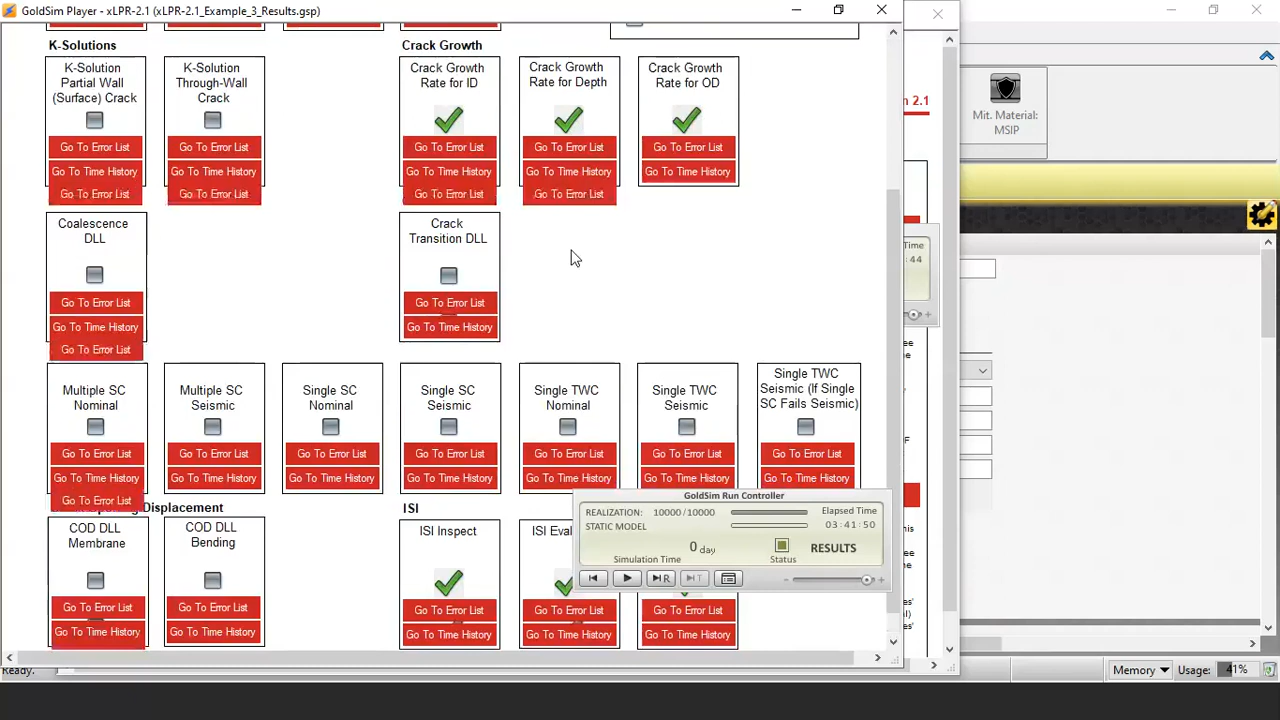 GoldSim Player - xLPR-2.1 (xLPR-2.1_Example_3_Results.gsp)
K-Solutions
Crack Growth
K-Solution
Partial Wall
(Surface) Crack
K-Solution
Through-Wall
Crack
Crack Growth
Rate for ID
Crack Growth
Rate for Depth
Crack Growth
Rate for OD
n 2.1
Mit. Material:
MSIP
Go To Error List
Go To Error List
Go To Error List
Go To Error List
Go To Error List
Go To Time History
Go To Time History
Go To Time History
Go To Time History
Go To Time History
Go To Error List
Go To Error List
Go To Error List
Go To Error List
Coalescence
DLL
Crack
Transition DLL
Time
: 44
Go To Error List
Go To Error List
Go To Time History
Go To Time History
Go To Error List
Multiple SC
Nominal
Multiple SC
Seismic
Single SC
Nominal
Single SC
Seismic
Single TWC
Nominal
Single TWC
Seismic
Single TWC
Seismic (If Single
SC Fails Seismic)
Go To Error List
Go To Error List
Go To Error List
Go To Error List
Go To Error List
Go To Error List
Go To Error List
Go To Time History
Go To Time History
Go To Time History
Go To Time History
Go To Time History
Go To Time History
Go To Time History
Go To Error List
Displacement
ISI
COD DLL
Membrane
COD DLL
Bending
ISI Inspect
ISI Eval
GoldSim Run Controller
REALIZATION: 10000/10000
STATIC MODEL
Elapsed Time
03:41:50
0 day
Simulation Time
Status
RESULTS
R
T
Go To Error List
Go To Error List
Go To Error List
Go To Error List
Go To Error List
Go To Time History
Go To Time History
Go To Time History
Go To Time History
Go To Time History
Ready.
Memory
Usage:
41%